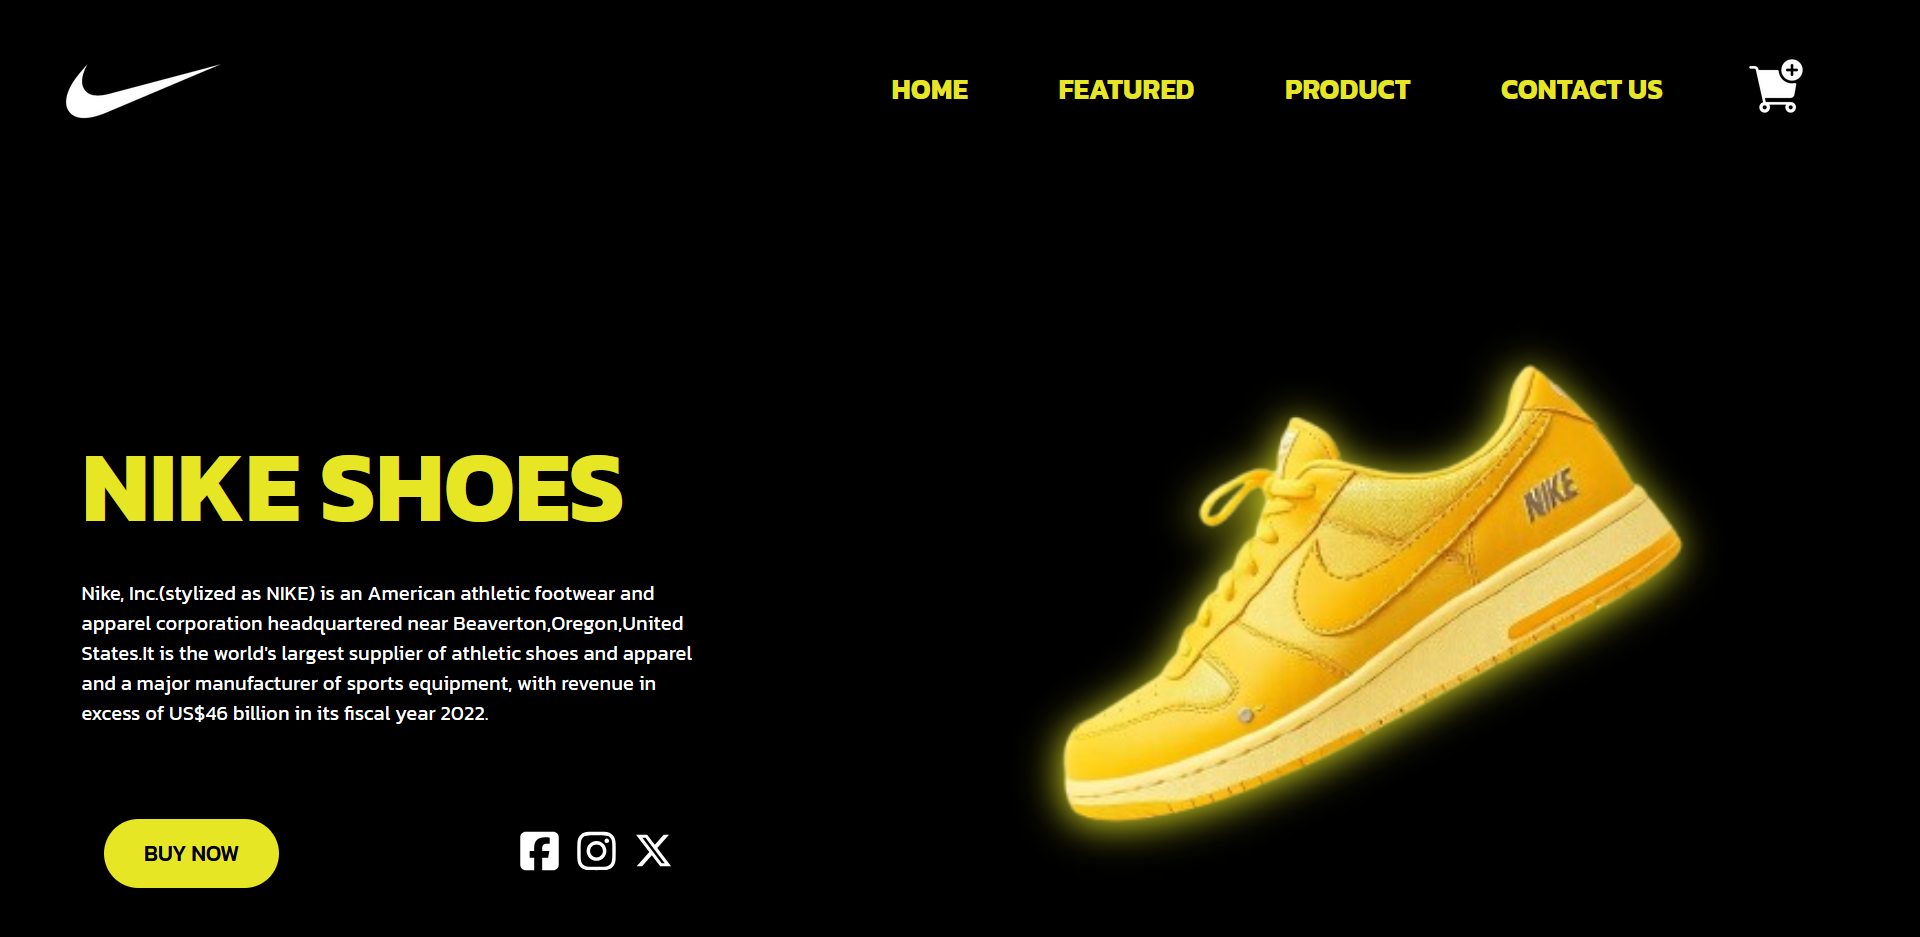 HOME FEATURED PRODUCT CONTACT US
NIKE SHOES
NIKE
Nike, Inc.(stylized as NIKE) is an American athletic footwear and
apparel corporation headquartered near Beaverton,Oregon,United
States.It is the world's largest supplier of athletic shoes and apparel
and a major manufacturer of sports equipment, with revenue in
excess of US$46 billion in its fiscal year 2022.
BUY NOW